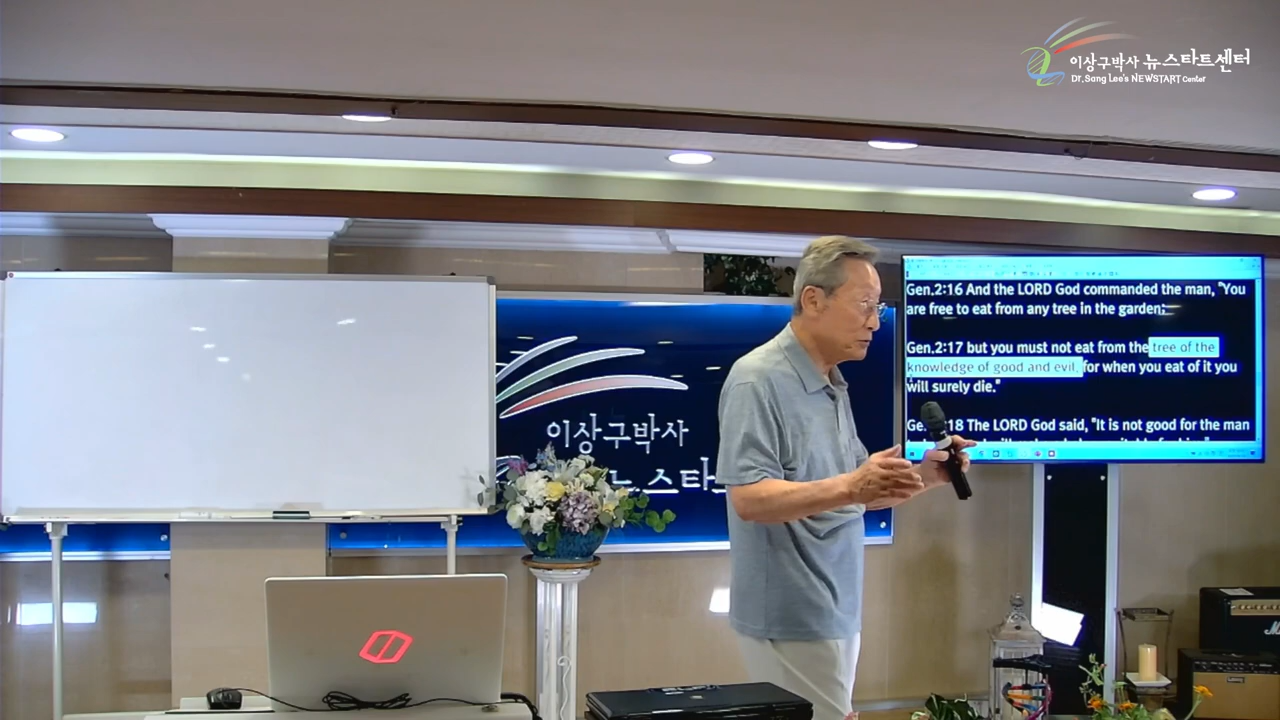 이상구박사 뉴스타트센터
Dr. Sang Lee's NEWSTART Center
Gen.2:16 And the LORD God commanded the man, "You
are free to eat from any tree in the garden;
Gen.2:17 but you must not eat from the tree of the
knowledge of good and evil, for when you eat of it you
will surely die."
18 The LORD God said, "It is not good for the man
이상구박사
뉴스타